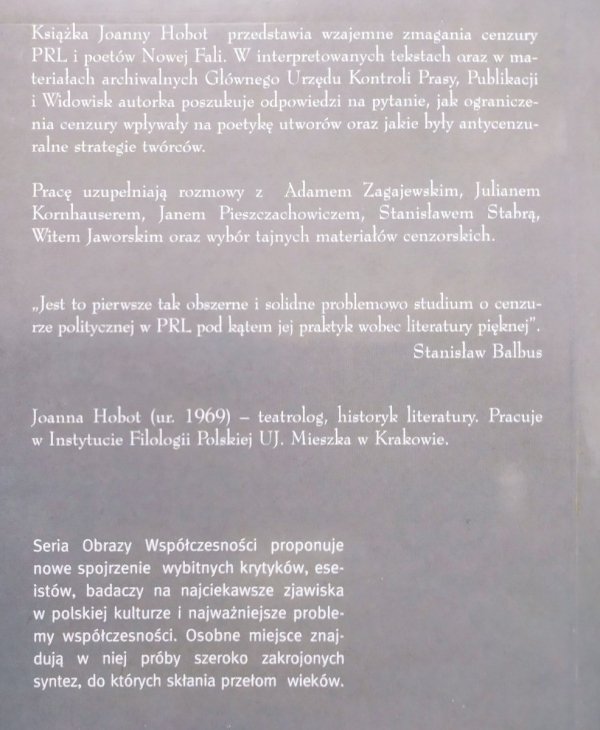 Książka Joanny Hobot przedstawia wzajemne zmagania cenzury
PRL i poetów Nowej Fali. W interpretowanych tekstach oraz w ma-
teriałach archiwalnych Głównego Urzędu Kontroli Prasy, Publikacji
i Widowisk autorka poszukuje odpowiedzi na pytanie, jak ogranicze-
nia cenzury wpływały na poetykę utworów oraz jakie były antycenzu-
ralne strategie twórców.
Pracę uzupełniają rozmowy z Adamem Zagajewskim, Julianem
Kornhauserem, Janem Pieszczachowiczem, Stanisławem Stabrą,
Witem Jaworskim oraz wybór tajnych materiałów cenzorskich.
„Jest to pierwsze tak obszerne i solidne problemowo studium o cenzu-
rze politycznej w PRL pod kątem jej praktyk wobec literatury pięknej”.
Stanisław Balbus
Joanna Hobot (ur. 1969) – teatrolog, historyk literatury. Pracuje
w Instytucie Filologii Polskiej UJ. Mieszka w Krakowie.
Seria Obrazy Współczesności proponuje
nowe spojrzenie wybitnych krytyków, ese-
istów, badaczy na najciekawsze zjawiska
w polskiej kulturze i najważniejsze proble-
my współczesności. Osobne miejsce znaj-
dują w niej próby szeroko zakrojonych
syntez, do których skłania przełom wieków.